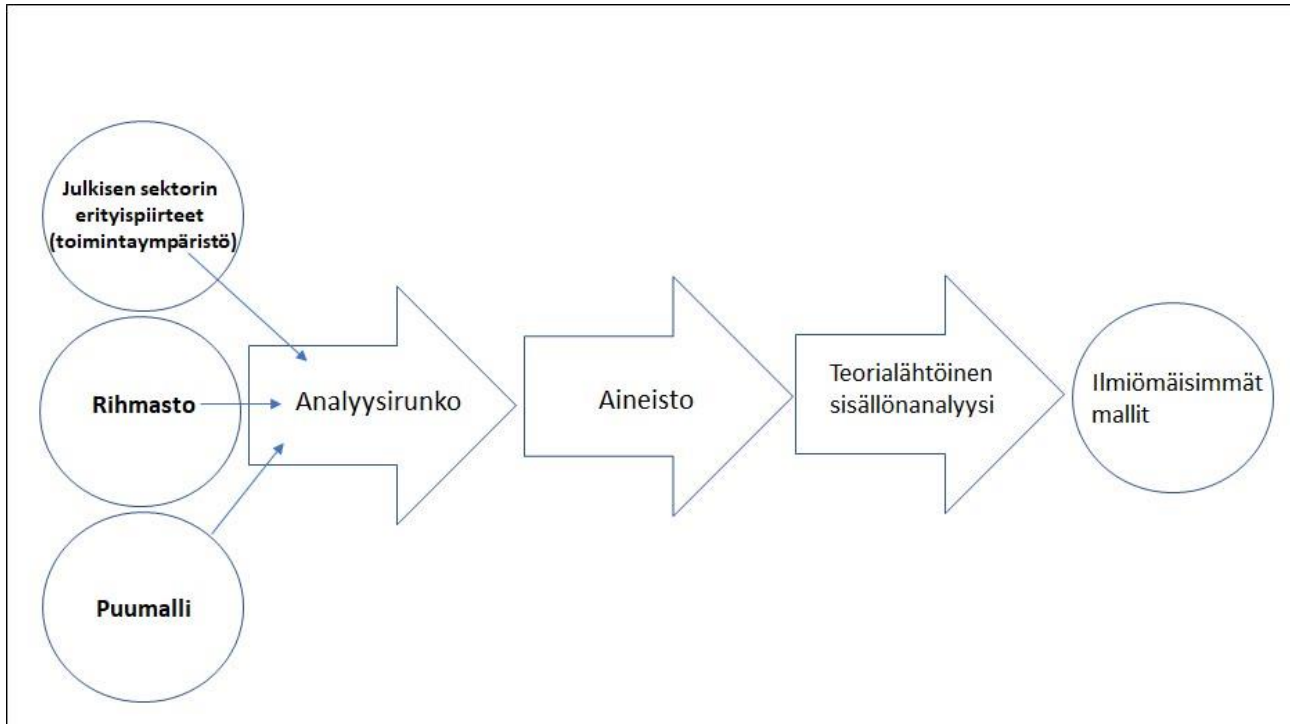 Julkisen sektorin
erityispiirteet
(toimintaympäristö)
Rihmasto
Puumalli
Analyysirunko
Aineisto
Teorialähtöinen
sisällönanalyysi
Ilmiömäisimmät
mallit